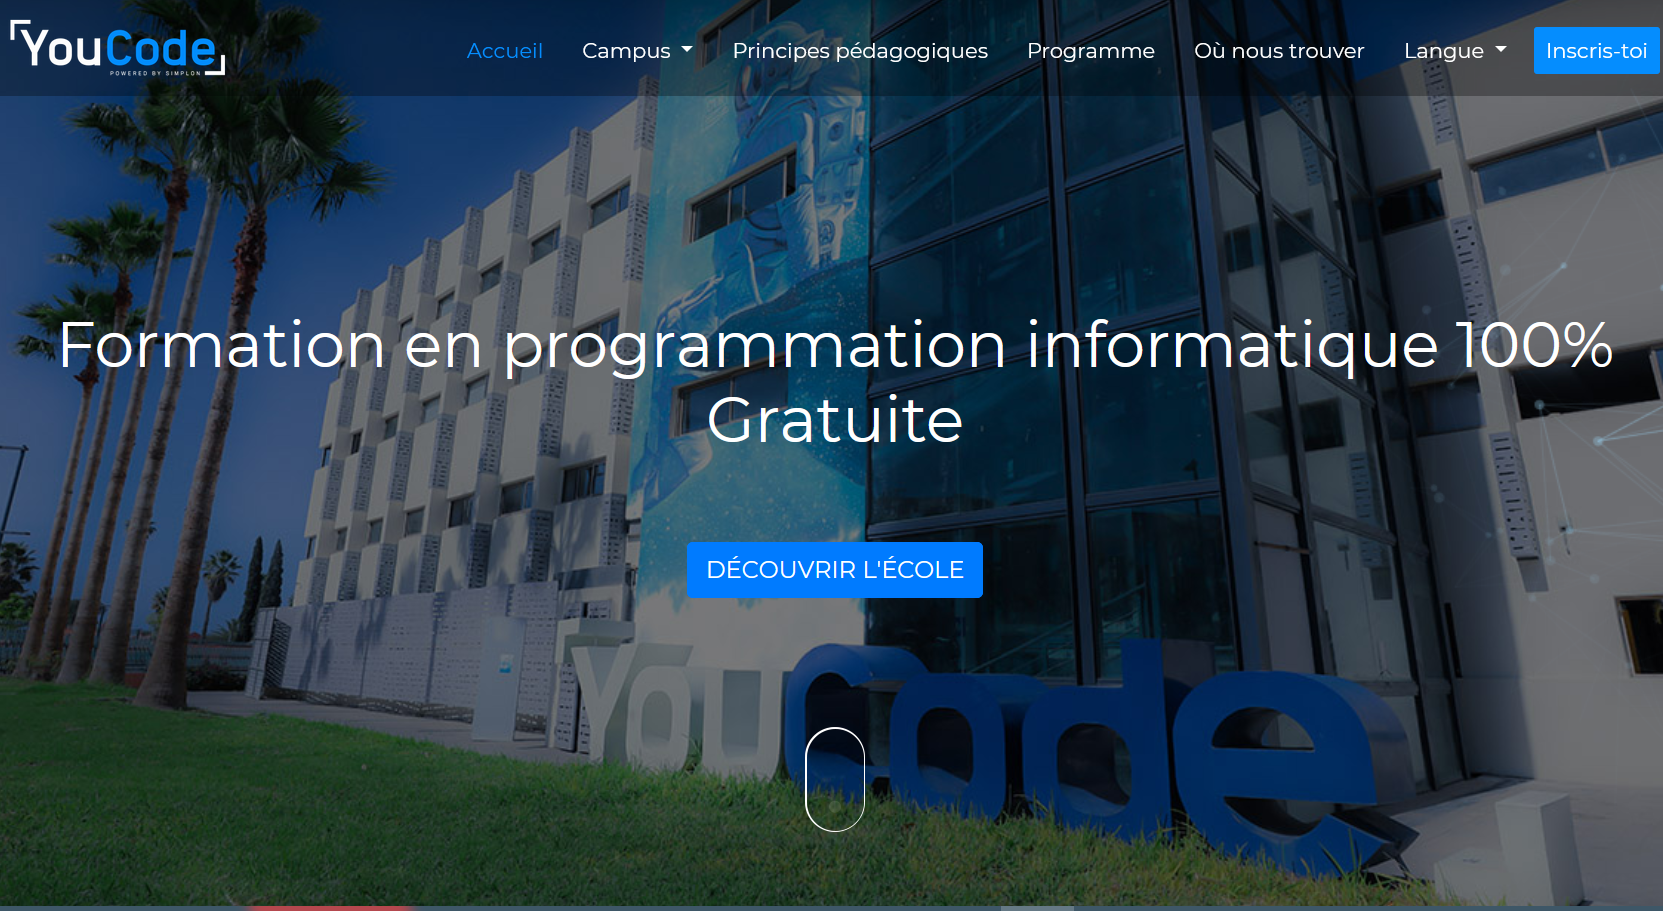 YouCode
POWERED BY SIMPLON
Accueil
Campus
Principes pédagogiques
Programme
Où nous trouver
Langue
Inscris-toi
Formation en programmation informatique 100%
Gratuite
DÉCOUVRIR L'ÉCOLE
YouCode